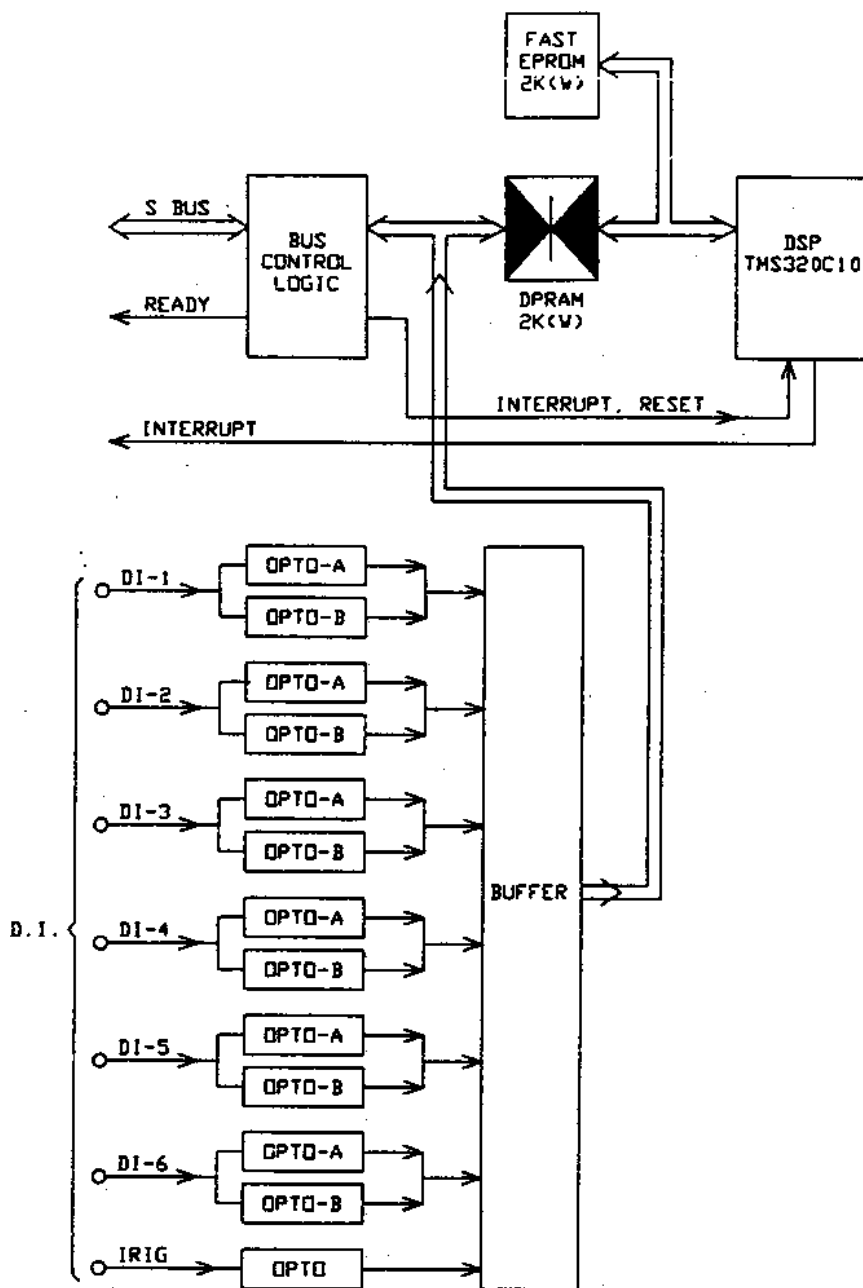 FAST
EPROM
2K(W)
S BUS
BUS
CONTROL
LOGIC
DSP
TMS320C10
READY
DPRAM
2K(W)
INTERRUPT, RESET
INTERRUPT
DI-1
OPTO-A
OPTO-B
DI-2
OPTO-A
OPTO-B
DI-3
OPTO-A
OPTO-B
BUFFER
D.I.
DI-4
OPTO-A
OPTO-B
DI-5
OPTO-A
OPTO-B
DI-6
OPTO-A
OPTO-B
IRIG
OPTO